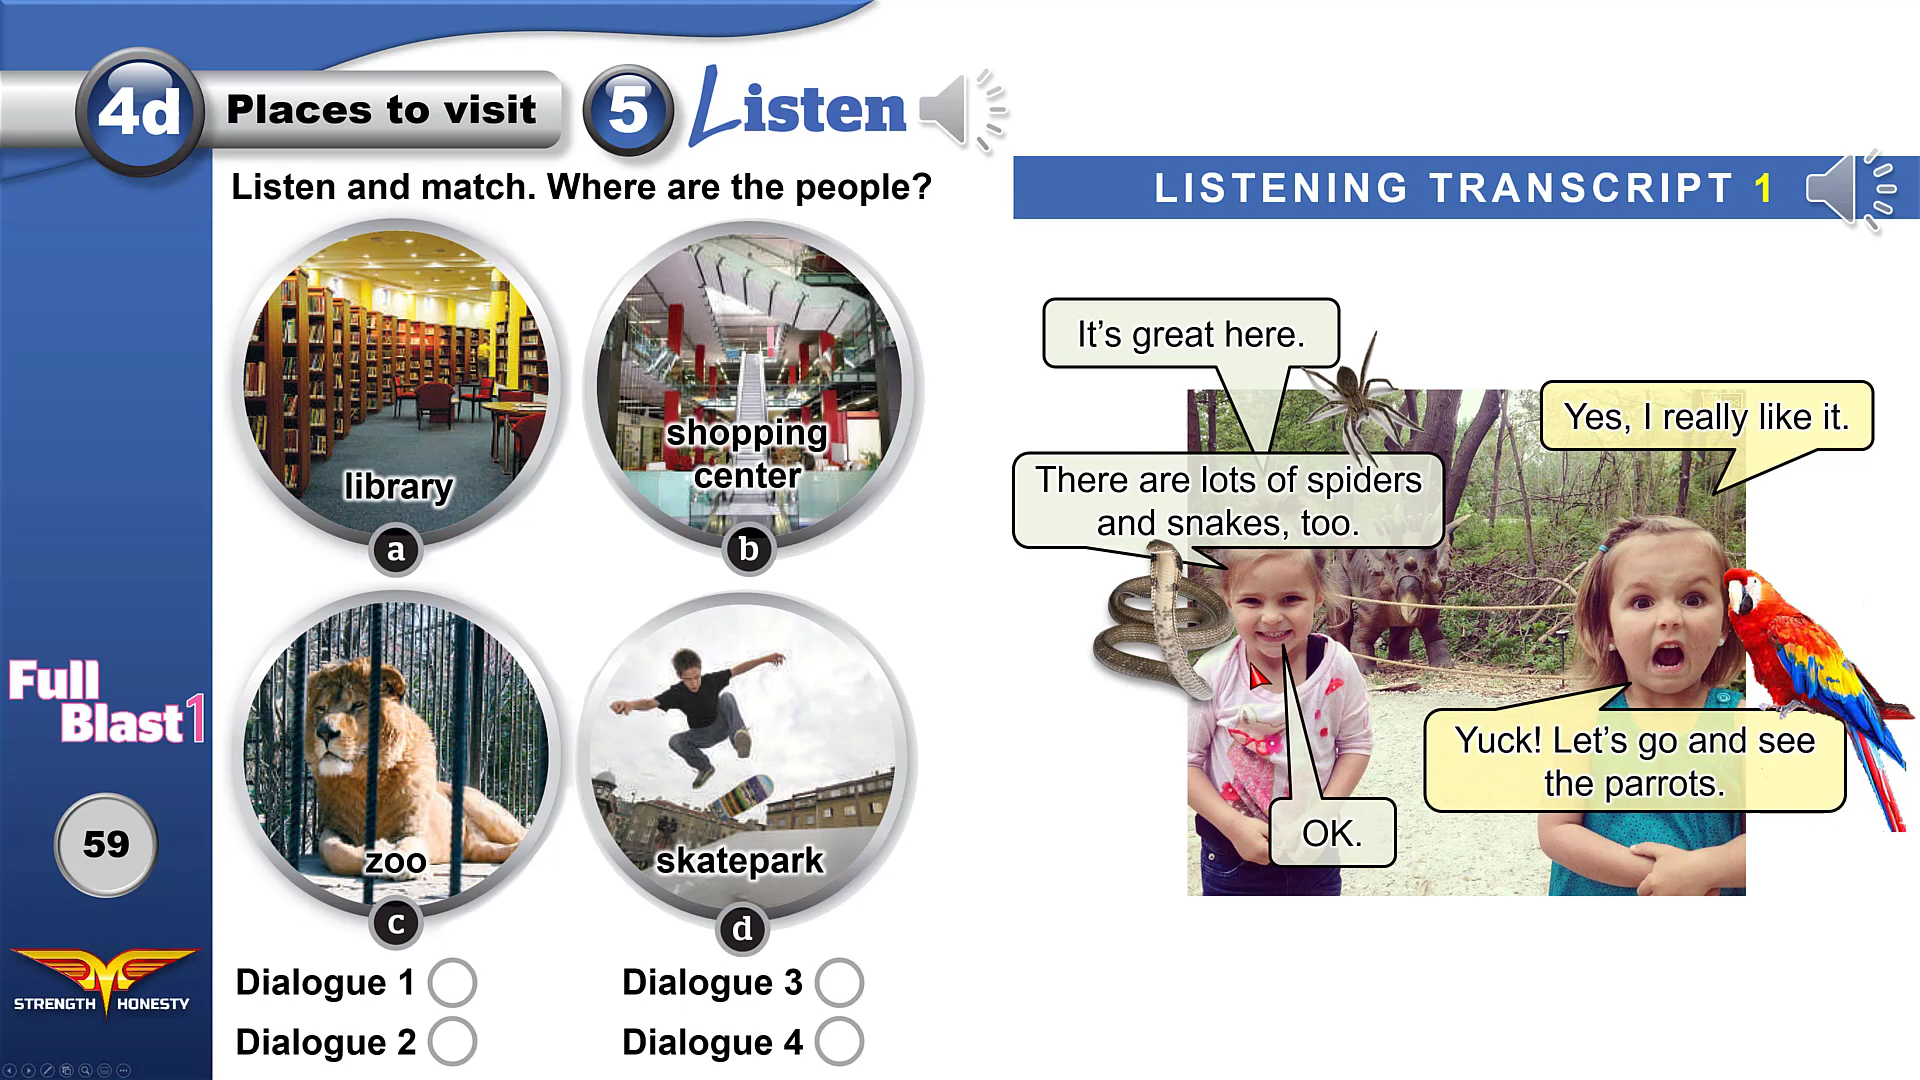 4d
Places to visit
5
Listen
Listen and match. Where are the people?
LISTENING TRANSCRIPT 1
library
a
shopping
center
b
zoo
c
skatepark
d
It's great here.
Yes, I really like it.
There are lots of spiders
and snakes, too.
Yuck! Let's go and see
the parrots.
OK.
Full
Blast 1
59
STRENGTH HONESTY
Dialogue 1
Dialogue 2
Dialogue 3
Dialogue 4